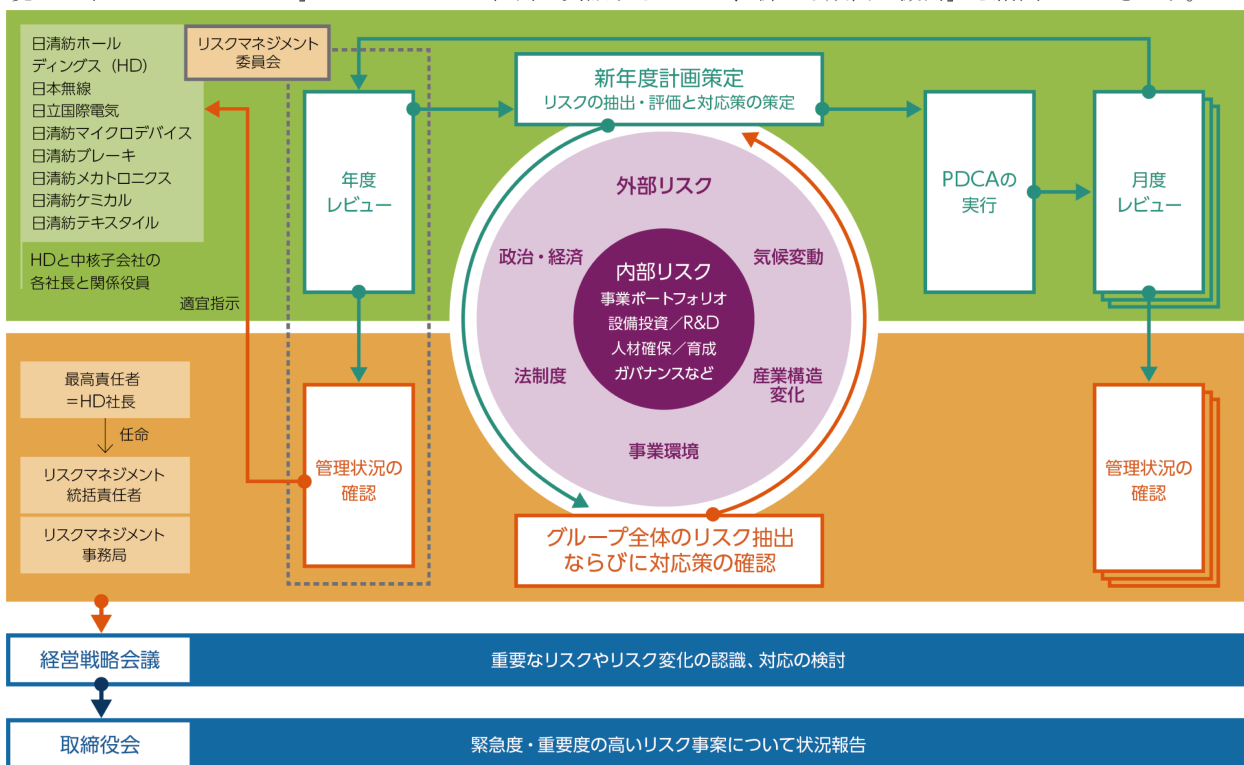 日清紡ホール
ディングス（HD）
日本無線
日立国際電気
日清紡マイクロデバイス
日清紡ブレーキ
日清紡メカトロニクス
日清紡ケミカル
日清紡テキスタイル
HDと中核子会社の
各社長と関係役員
リスクマネジメント
委員会
適宜指示
年度
レビュー
新年度計画策定
リスクの抽出・評価と対応策の策定
PDCAの
実行
月度
レビュー
外部リスク
政治・経済
気候変動
内部リスク
事業ポートフォリオ
設備投資／R&D
人材確保／育成
ガバナンスなど
法制度
産業構造
変化
事業環境
最高責任者
＝HD社長
任命
リスクマネジメント
統括責任者
リスクマネジメント
事務局
管理状況の
確認
グループ全体のリスク抽出
ならびに対応策の確認
管理状況の
確認
経営戦略会議
重要なリスクやリスク変化の認識、対応の検討
取締役会
緊急度・重要度の高いリスク事案について状況報告